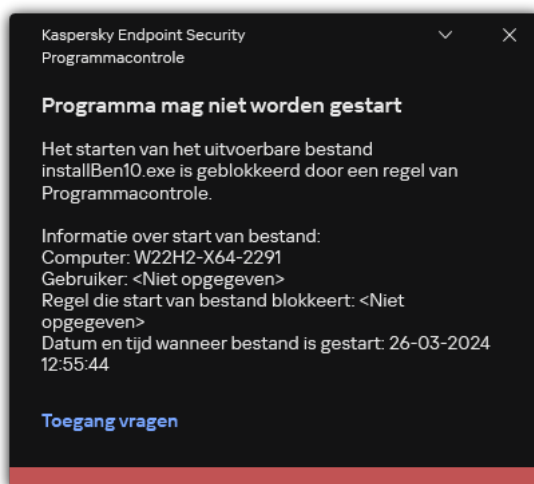 Kaspersky Endpoint Security
Programmacontrole
Programma mag niet worden gestart
Het starten van het uitvoerbare bestand
installBen10.exe is geblokkeerd door een regel van
Programmacontrole.
Informatie over start van bestand:
Computer: W22H2-X64-2291
Gebruiker: <Niet opgegeven>
Regel die start van bestand blokkeert: <Niet
opgegeven>
Datum en tijd wanneer bestand is gestart: 26-03-2024
12:55:44
Toegang vragen